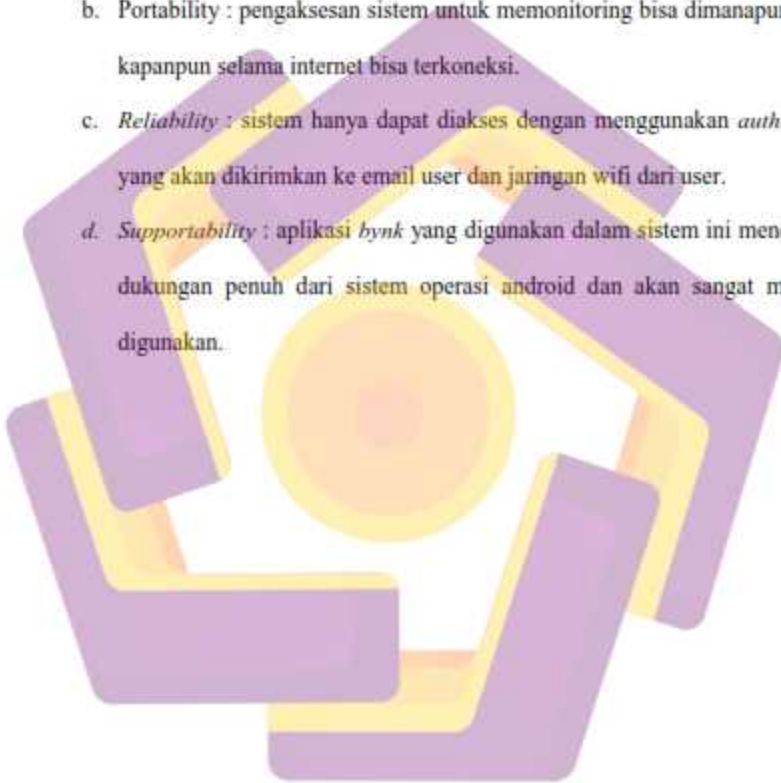 b. Portability : pengaksesan sistem untuk memonitoring bisa dimanapun
kapanpun selama internet bisa terkoneksi.
c. Reliability : sistem hanya dapat diakses dengan menggunakan auth
yang akan dikirimkan ke email user dan jaringan wifi dari user.
d. Supportability : aplikasi bynk yang digunakan dalam sistem ini men
dukungan penuh dari sistem operasi android dan akan sangat m
digunakan.